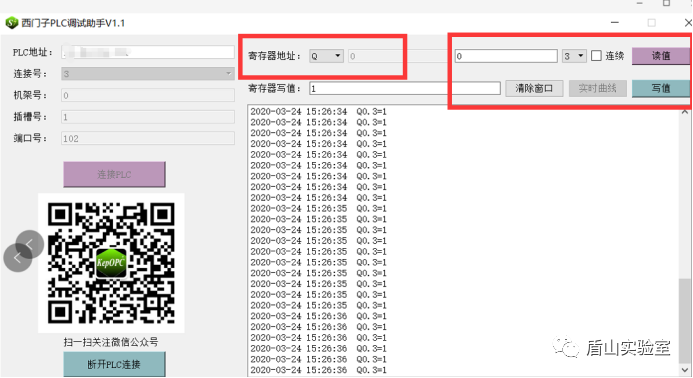 西门子PLC调试助手V1.1
PLC地址:
连接号: 3
机架号: 0
插槽号: 1
端口号: 102
连接PLC
KepOPC
扫一扫关注微信公众号
断开PLC连接
寄存器地址: Q 0 0 3 连续 读值
寄存器写值: 1 清除窗口 实时曲线 写值
2020-03-24 15:26:34 Q0.3=1
2020-03-24 15:26:34 Q0.3=1
2020-03-24 15:26:34 Q0.3=1
2020-03-24 15:26:34 Q0.3=1
2020-03-24 15:26:34 Q0.3=1
2020-03-24 15:26:34 Q0.3=1
2020-03-24 15:26:34 Q0.3=1
2020-03-24 15:26:34 Q0.3=1
2020-03-24 15:26:34 Q0.3=1
2020-03-24 15:26:35 Q0.3=1
2020-03-24 15:26:35 Q0.3=1
2020-03-24 15:26:35 Q0.3=1
2020-03-24 15:26:35 Q0.3=1
2020-03-24 15:26:35 Q0.3=1
2020-03-24 15:26:35 Q0.3=1
2020-03-24 15:26:35 Q0.3=1
2020-03-24 15:26:35 Q0.3=1
2020-03-24 15:26:36 Q0.3=1
2020-03-24 15:26:36 Q0.3=1
2020-03-24 15:26:36 Q0.3=1
2020-03-24 15:26:36 Q0.3=1
2020-03-24 15:26:36 Q0.3=1
2020-03-24 15:26:36 Q0.3=1
2020-03-24 15:26:36 Q0.3=1
盾山实验室